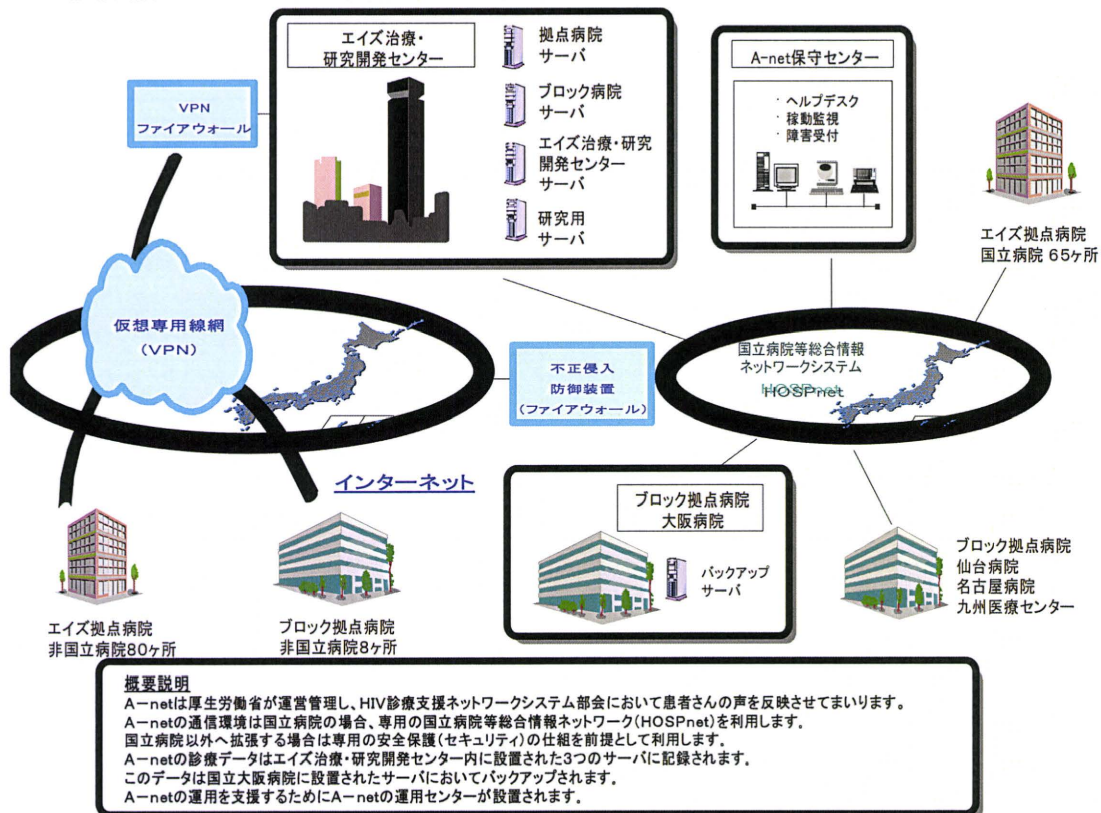 エイズ治療・
研究開発センター
拠点病院
サーバ
ブロック病院
サーバ
エイズ治療・研究
開発センター
サーバ
研究用
サーバ
A-net保守センター
・ヘルプデスク
・稼動監視
・障害受付
VPN
ファイアウォール
エイズ拠点病院
国立病院 65ヶ所
仮想専用線網
(VPN)
不正侵入
防御装置
(ファイアウォール)
国立病院等総合情報
ネットワークシステム
HOSPnet
インターネット
ブロック拠点病院
大阪病院
バックアップ
サーバ
ブロック拠点病院
仙台病院
名古屋病院
九州医療センター
エイズ拠点病院
非国立病院80ヶ所
ブロック拠点病院
非国立病院8ヶ所
概要説明
A-netは厚生労働省が運営管理し、HIV診療支援ネットワークシステム部会において患者さんの声を反映させてまいります。
A-netの通信環境は国立病院の場合、専用の国立病院等総合情報ネットワーク(HOSPnet)を利用します。
国立病院以外へ拡張する場合は専用の安全保護(セキュリティ)の仕組を前提として利用します。
A-netの診療データはエイズ治療・研究開発センター内に設置された3つのサーバに記録されます。
このデータは国立大阪病院に設置されたサーバにおいてバックアップされます。
A-netの運用を支援するためにA-netの運用センターが設置されます。